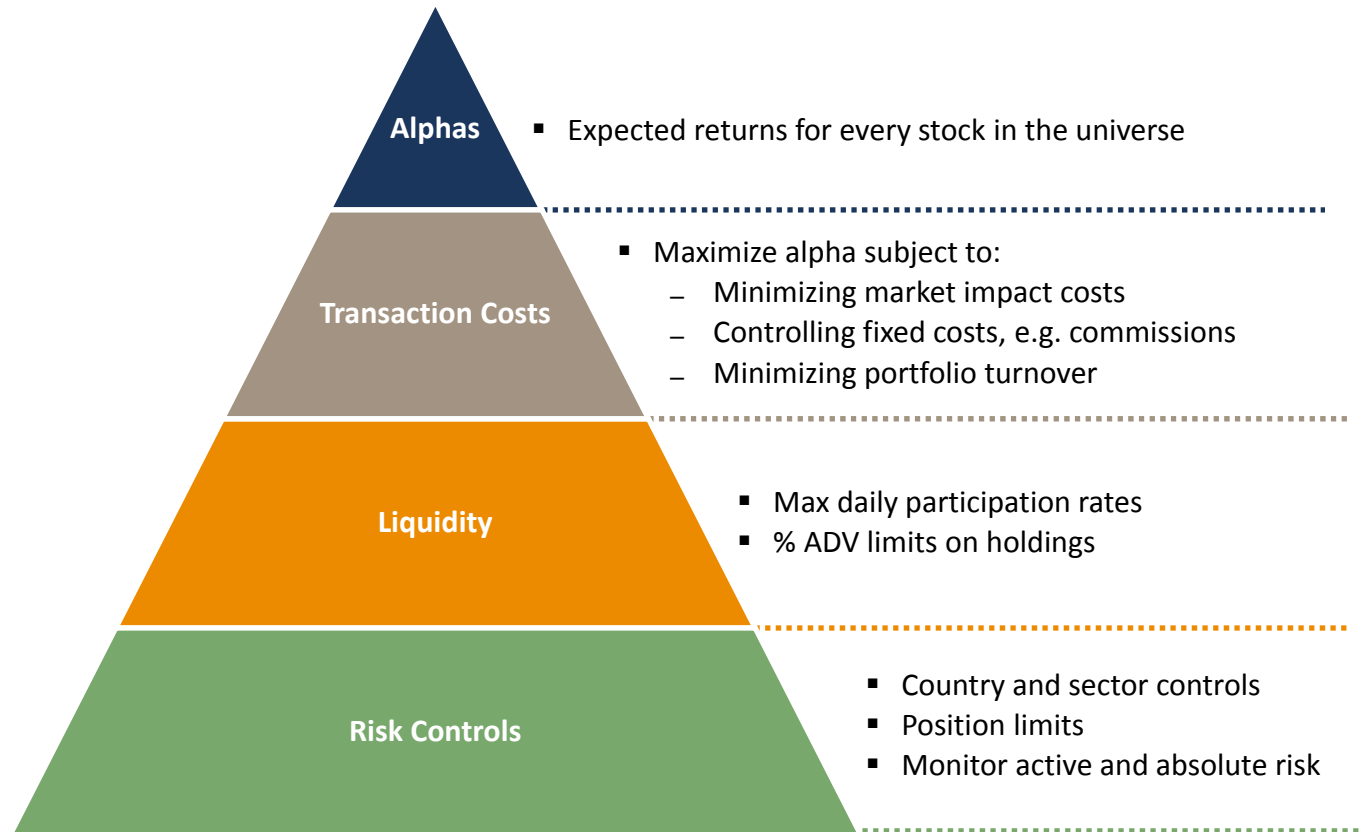 Alphas
▪ Expected returns for every stock in the universe
Transaction Costs
▪ Maximize alpha subject to:
– Minimizing market impact costs
– Controlling fixed costs, e.g. commissions
– Minimizing portfolio turnover
Liquidity
▪ Max daily participation rates
▪ % ADV limits on holdings
Risk Controls
▪ Country and sector controls
▪ Position limits
▪ Monitor active and absolute risk